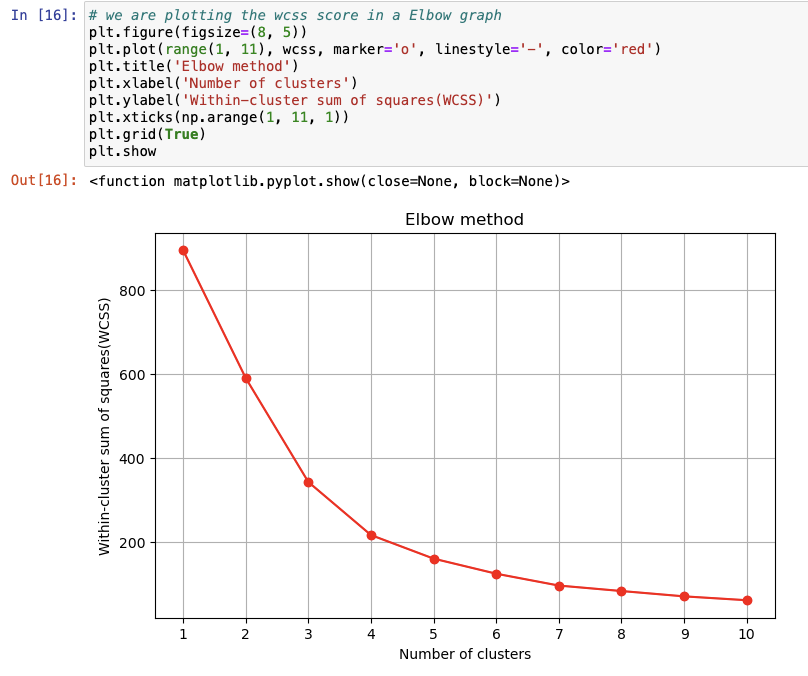 In [16]: # we are plotting the wcss score in a Elbow graph
plt.figure(figsize=(8, 5))
plt.plot(range(1, 11), wcss, marker='o', linestyle='-', color='red')
plt.title('Elbow method')
plt.xlabel('Number of clusters')
plt.ylabel('Within-cluster sum of squares(WCSS)')
plt.xticks(np.arange(1, 11, 1))
plt.grid(True)
plt.show
Out[16]: <function matplotlib.pyplot.show(close=None, block=None)>
Elbow method
Within-cluster sum of squares(WCSS)
800
600
400
200
1 2 3 4 5 6 7 8 9 10
Number of clusters